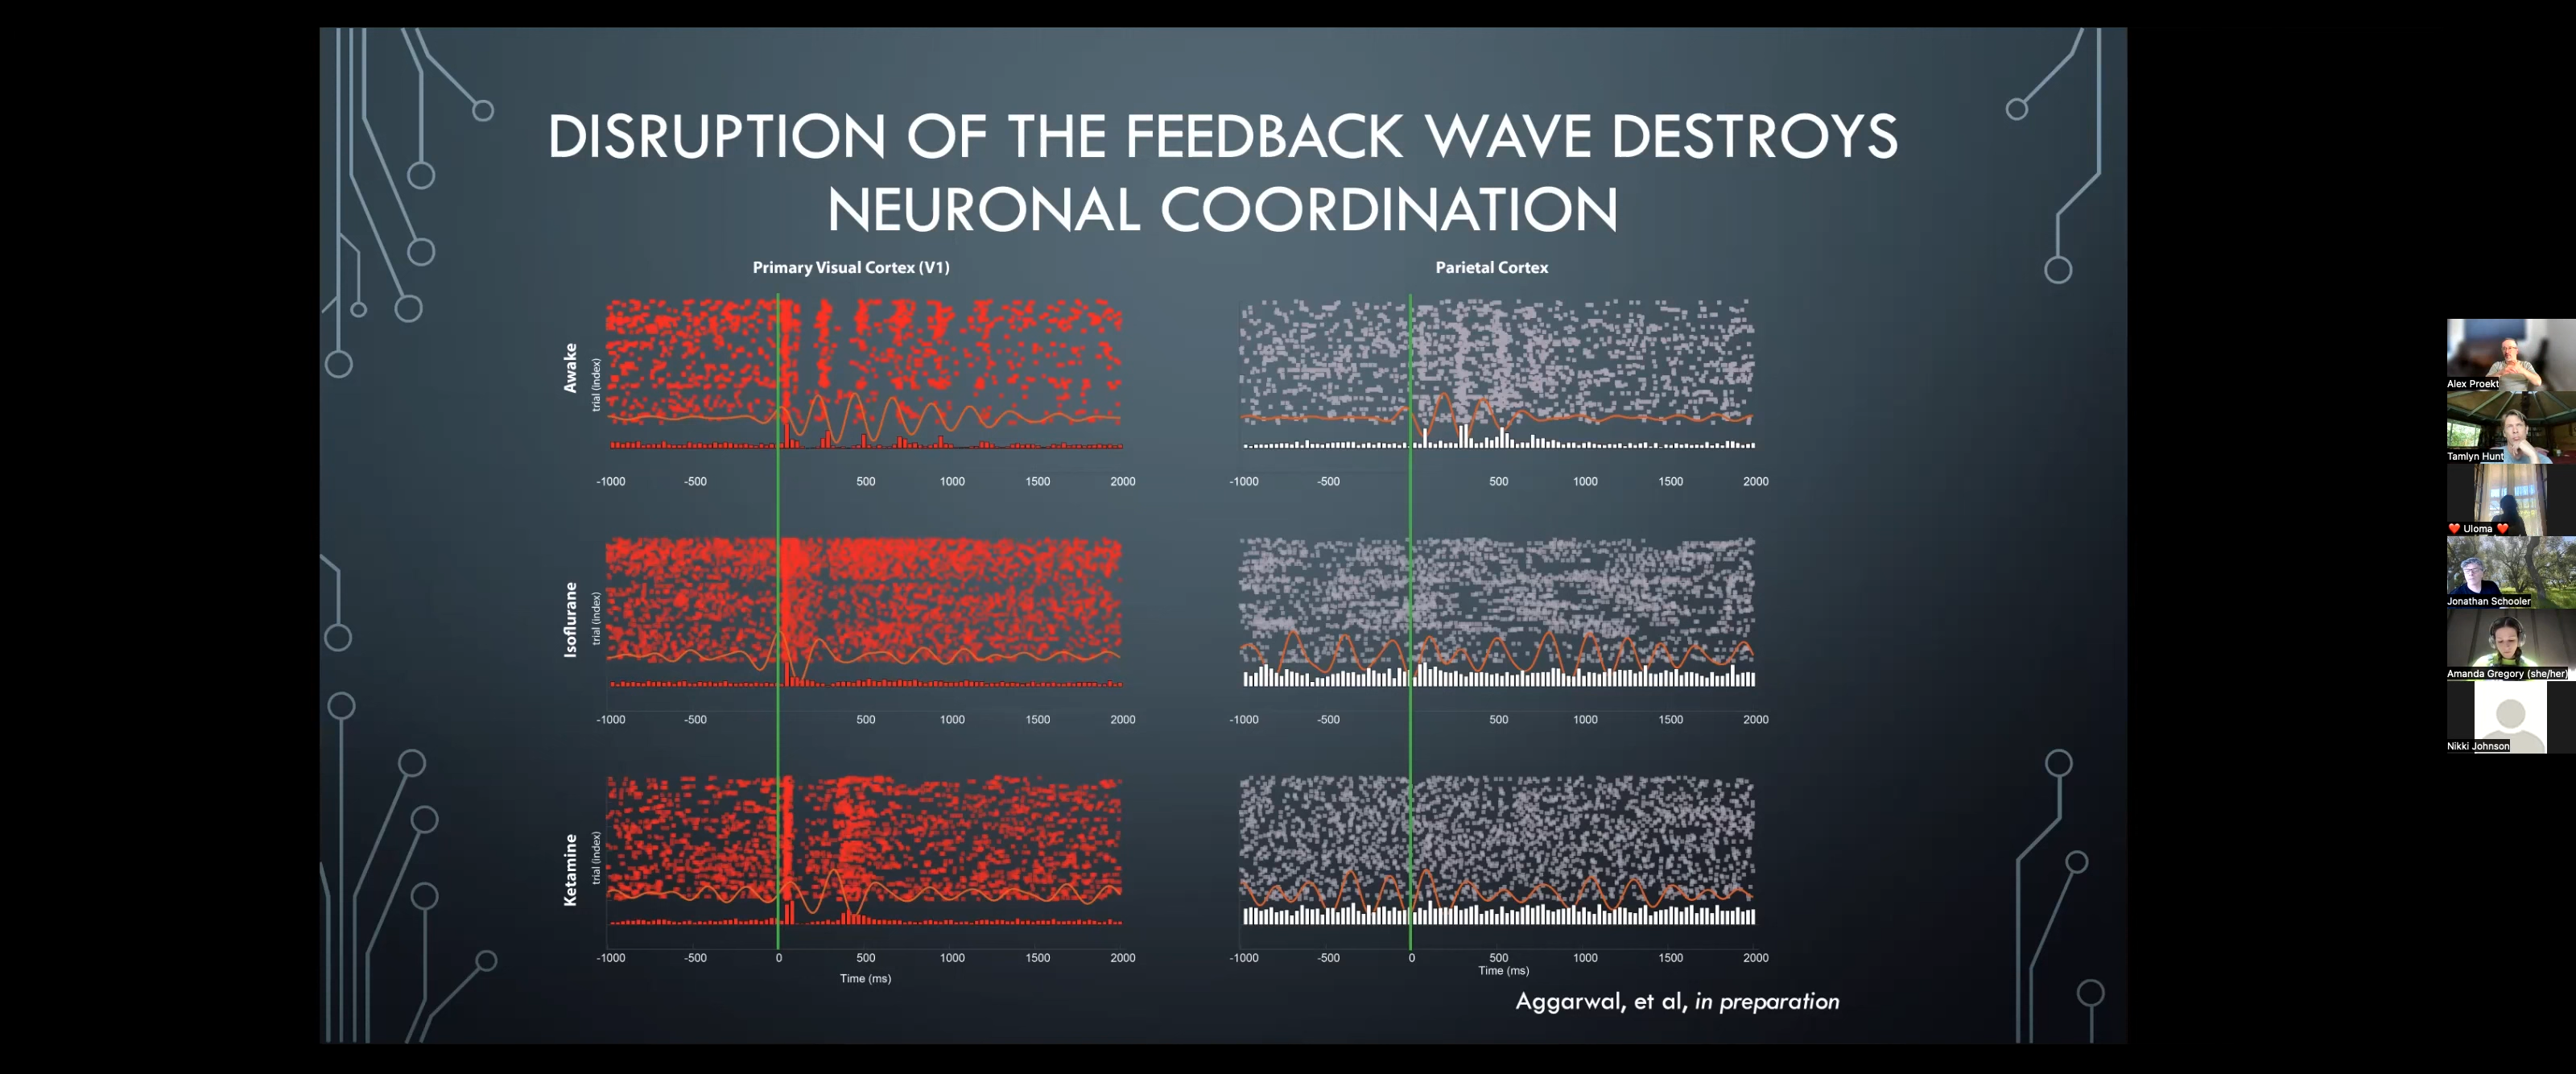 DISRUPTION OF THE FEEDBACK WAVE DESTROYS
NEURONAL COORDINATION
Primary Visual Cortex (V1)
Parietal Cortex
Awake
trial (index)
-1000 -500 500 1000 1500 2000
-1000 -500 500 1000 1500 2000
Isoflurane
trial (index)
-1000 -500 500 1000 1500 2000
-1000 -500 500 1000 1500 2000
Ketamine
trial (index)
-1000 -500 0 500 1000 1500 2000
Time (ms)
-1000 -500 0 500 1000 1500 2000
Time (ms)
Aggarwal, et al, in preparation
Alex Proekt
Tamlyn Hunt
❤️ Uloma ❤️
Jonathan Schooler
Amanda Gregory (she/her)
Nikki Johnson